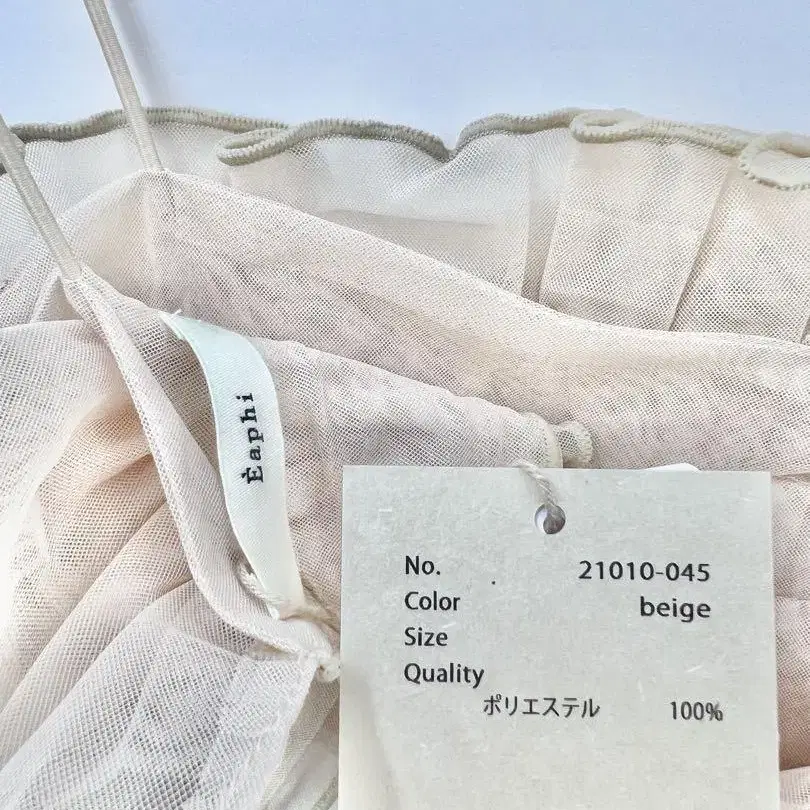 Èaphi
No. 21010-045
Color beige
Size
Quality
ポリエステル 100%